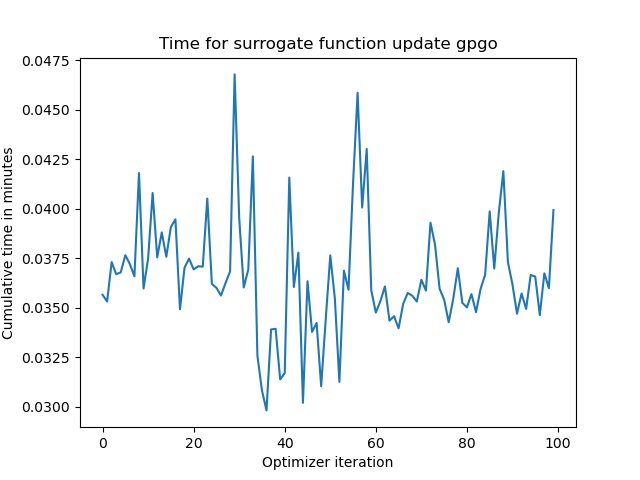 Time for surrogate function update gpgo
0.0475
0.0450
0.0425
0.0400
0.0375
0.0350
0.0325
0.0300
Cumulative time in minutes
0 20 40 60 80 100
Optimizer iteration